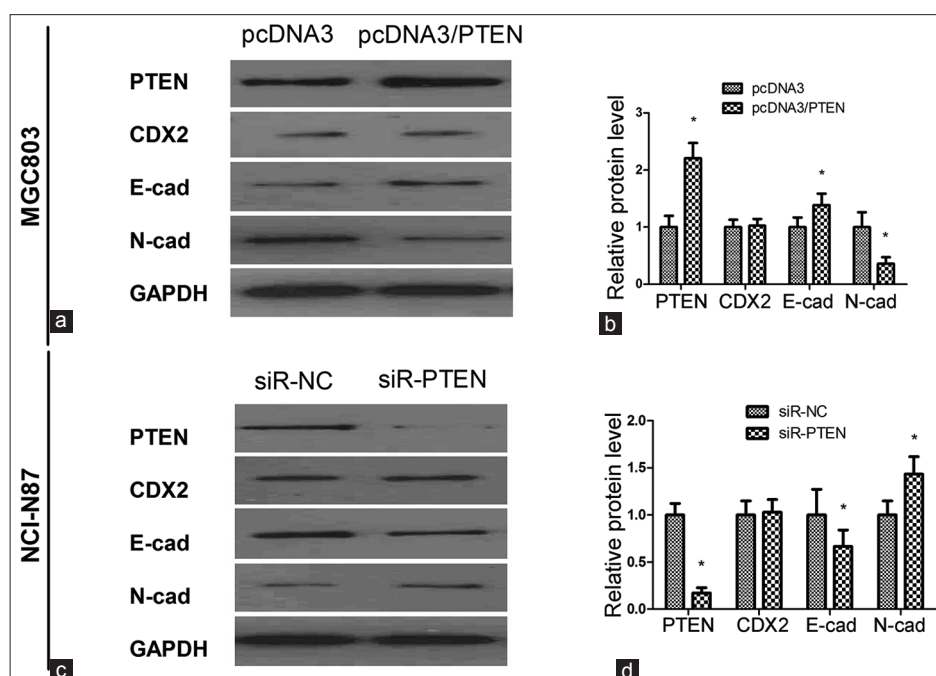 MGC803
pcDNA3 pcDNA3/PTEN
PTEN
CDX2
E-cad
N-cad
GAPDH
a
pcDNA3
pcDNA3/PTEN
Relative protein level
3
2
1
0
* * *
PTEN CDX2 E-cad N-cad
b
NCI-N87
siR-NC siR-PTEN
PTEN
CDX2
E-cad
N-cad
GAPDH
c
siR-NC
siR-PTEN
Relative protein level
2.0
1.5
1.0
0.5
0.0
* * *
PTEN CDX2 E-cad N-cad
d